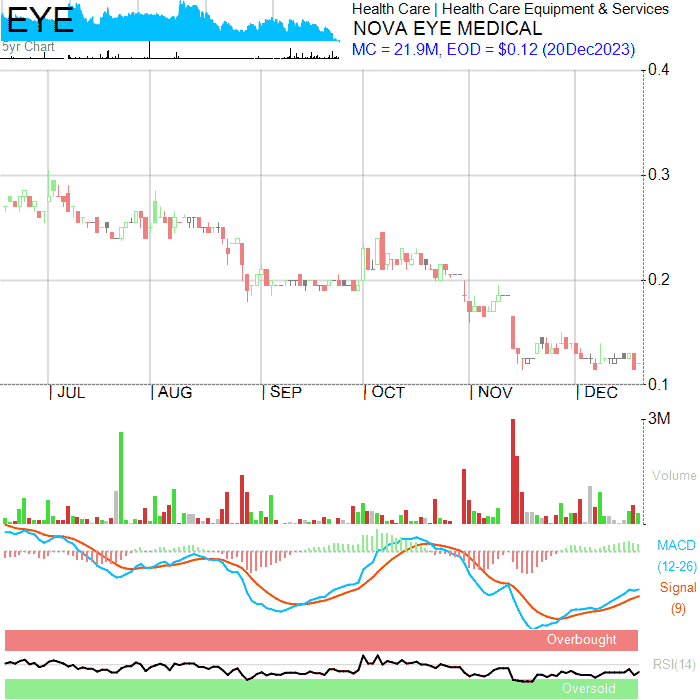 EYE
5yr Chart
Health Care | Health Care Equipment & Services
NOVA EYE MEDICAL
MC = 21.9M, EOD = $0.12 (20Dec2023)
0.4
0.3
0.2
0.1
JUL AUG SEP OCT NOV DEC
3M
Volume
MACD
(12-26)
Signal
(9)
Overbought
RSI(14)
Oversold